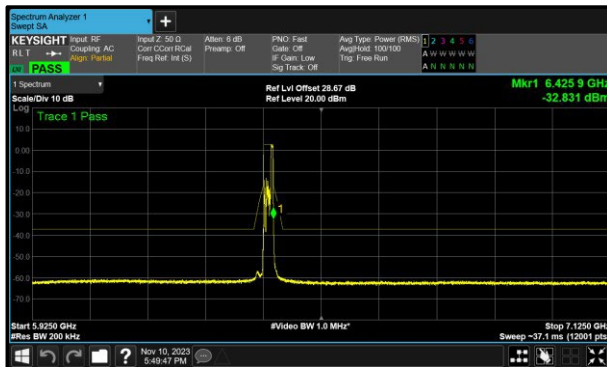 Spectrum Analyzer 1
Swept SA
KEYSIGHT
RLT
PASS
Input: RF
Coupling: AC
Align: Partial
Input Z: 50 Ω
Corr CCorr RCal
Freq Ref: Int (S)
Atten: 6 dB
Preamp: Off
PNO: Fast
Gate: Off
IF Gain: Low
Sig Track: Off
Avg Type: Power (RMS)
Avg|Hold: 100/100
Trig: Free Run
1 2 3 4 5 6
A W W W W W
A N N N N N
1 Spectrum
Scale/Div 10 dB
Log
Ref Lvl Offset 28.67 dB
Ref Level 20.00 dBm
Mkr1 6.425 9 GHz
-32.831 dBm
Trace 1 Pass
10.0
0.00
-10.0
-20.0
-30.0
-40.0
-50.0
-60.0
-70.0
1
Start 5.9250 GHz
#Res BW 200 kHz
#Video BW 1.0 MHz*
Stop 7.1250 GHz
Sweep ~37.1 ms (12001 pts)
?
Nov 10, 2023
5:49:47 PM